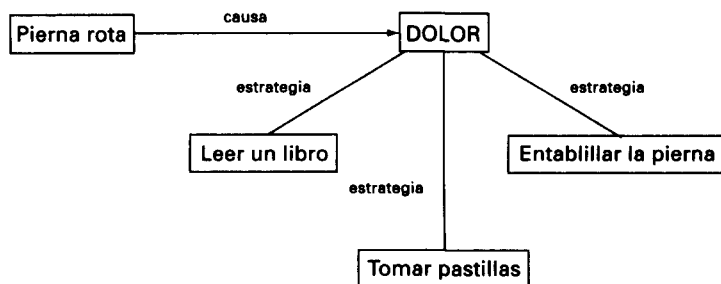 causa
Pierna rota
DOLOR
estrategia
estrategia
Leer un libro
Entablillar la pierna
estrategia
Tomar pastillas